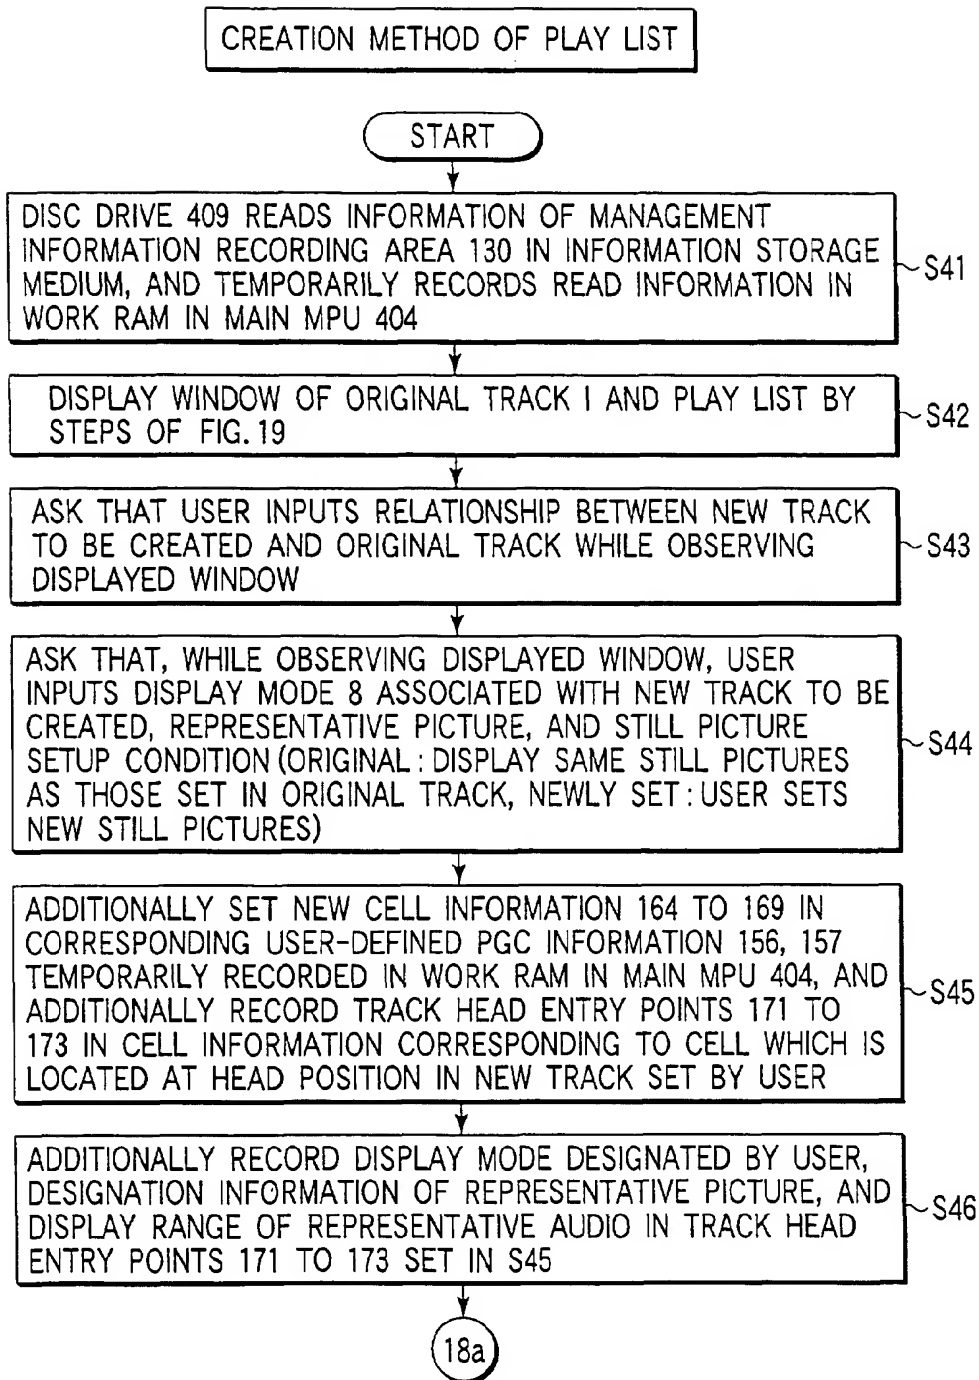 CREATION METHOD OF PLAY LIST
START
DISC DRIVE 409 READS INFORMATION OF MANAGEMENT
INFORMATION RECORDING AREA 130 IN INFORMATION STORAGE
MEDIUM, AND TEMPORARILY RECORDS READ INFORMATION IN
WORK RAM IN MAIN MPU 404
S41
DISPLAY WINDOW OF ORIGINAL TRACK I AND PLAY LIST BY
STEPS OF FIG. 19
S42
ASK THAT USER INPUTS RELATIONSHIP BETWEEN NEW TRACK
TO BE CREATED AND ORIGINAL TRACK WHILE OBSERVING
DISPLAYED WINDOW
S43
ASK THAT, WHILE OBSERVING DISPLAYED WINDOW, USER
INPUTS DISPLAY MODE 8 ASSOCIATED WITH NEW TRACK TO BE
CREATED, REPRESENTATIVE PICTURE, AND STILL PICTURE
SETUP CONDITION (ORIGINAL : DISPLAY SAME STILL PICTURES
AS THOSE SET IN ORIGINAL TRACK, NEWLY SET : USER SETS
NEW STILL PICTURES)
S44
ADDITIONALLY SET NEW CELL INFORMATION 164 TO 169 IN
CORRESPONDING USER-DEFINED PGC INFORMATION 156, 157
TEMPORARILY RECORDED IN WORK RAM IN MAIN MPU 404, AND
ADDITIONALLY RECORD TRACK HEAD ENTRY POINTS 171 TO
173 IN CELL INFORMATION CORRESPONDING TO CELL WHICH IS
LOCATED AT HEAD POSITION IN NEW TRACK SET BY USER
S45
ADDITIONALLY RECORD DISPLAY MODE DESIGNATED BY USER,
DESIGNATION INFORMATION OF REPRESENTATIVE PICTURE, AND
DISPLAY RANGE OF REPRESENTATIVE AUDIO IN TRACK HEAD
ENTRY POINTS 171 TO 173 SET IN S45
S46
18a